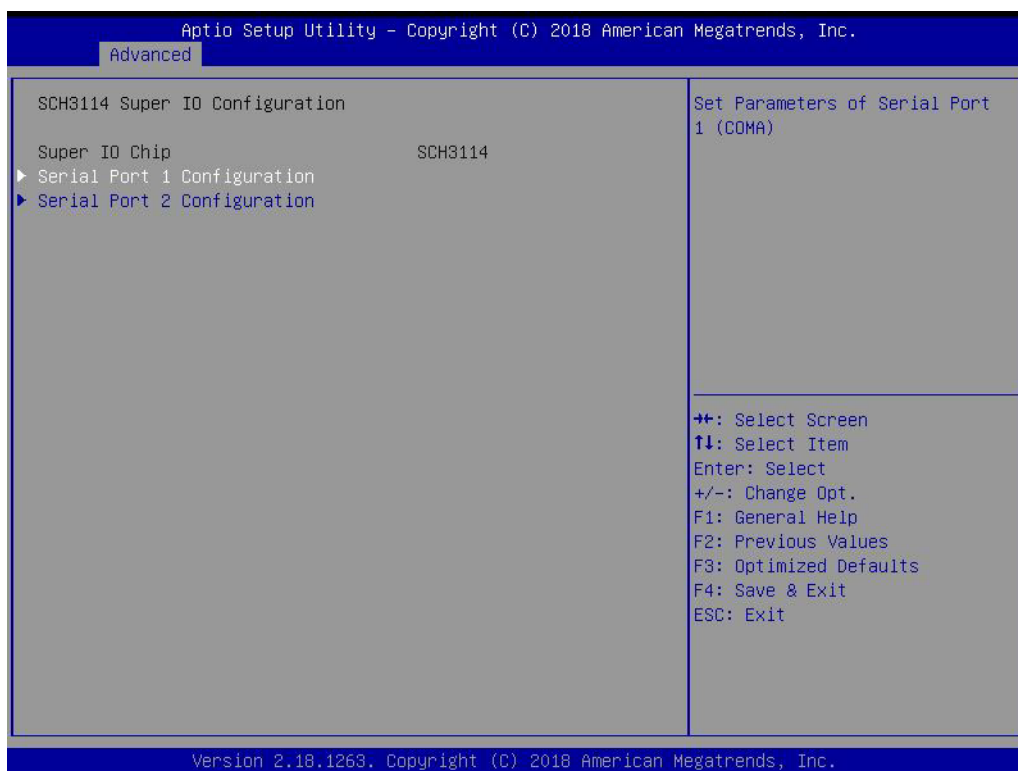 Aptio Setup Utility – Copyright (C) 2018 American Megatrends, Inc.
Advanced
SCH3114 Super IO Configuration
Super IO Chip SCH3114
Serial Port 1 Configuration
Serial Port 2 Configuration
Set Parameters of Serial Port
1 (COMA)
→←: Select Screen
↑↓: Select Item
Enter: Select
+/-: Change Opt.
F1: General Help
F2: Previous Values
F3: Optimized Defaults
F4: Save & Exit
ESC: Exit
Version 2.18.1263. Copyright (C) 2018 American Megatrends, Inc.